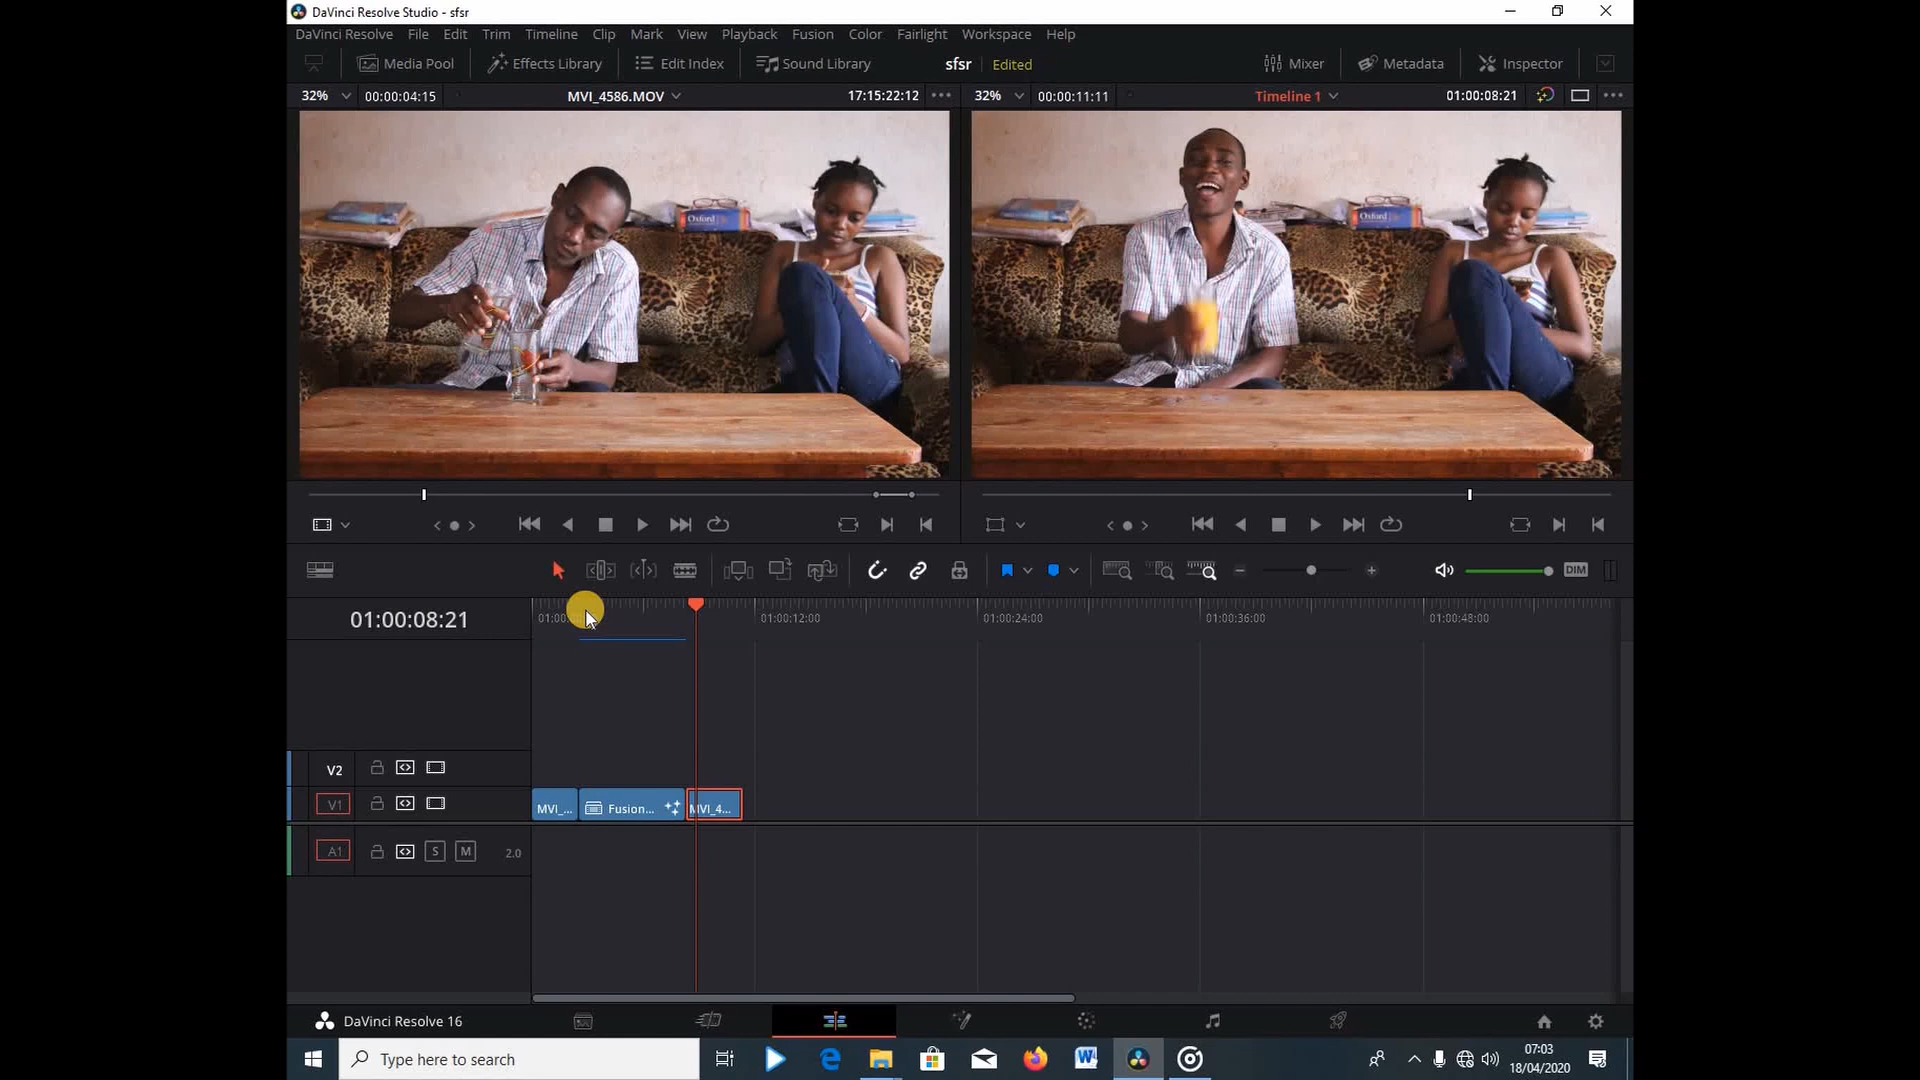 DaVinci Resolve Studio - sfsr
DaVinci Resolve File Edit Trim Timeline Clip Mark View Playback Fusion Color Fairlight Workspace Help
Media Pool Effects Library Edit Index Sound Library sfsr Edited Mixer Metadata Inspector
32% 00:00:04:15 MVI_4586.MOV 17:15:22:12 ••• 32% 00:00:11:11 Timeline 1 01:00:08:21 •••
Oxford Oxford
DIM
01:00:08:21
01:00: 01:00:12:00 01:00:24:00 01:00:36:00 01:00:48:00
V2
V1 MVI_... Fusion... MVI_4...
A1 S M 2.0
DaVinci Resolve 16
Type here to search
07:03
18/04/2020